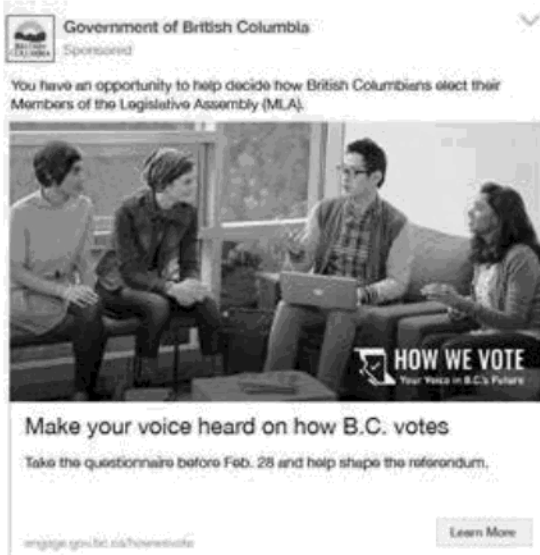 Government of British Columbia
Sponsored
You have an opportunity to help decide how British Columbians elect their
Members of the Legislative Assembly (MLA).
HOW WE VOTE
Your Voice in B.C.'s Future
Make your voice heard on how B.C. votes
Take the questionnaire before Feb. 28 and help shape the referendum.
engage.gov.bc.ca/howwevote
Learn More